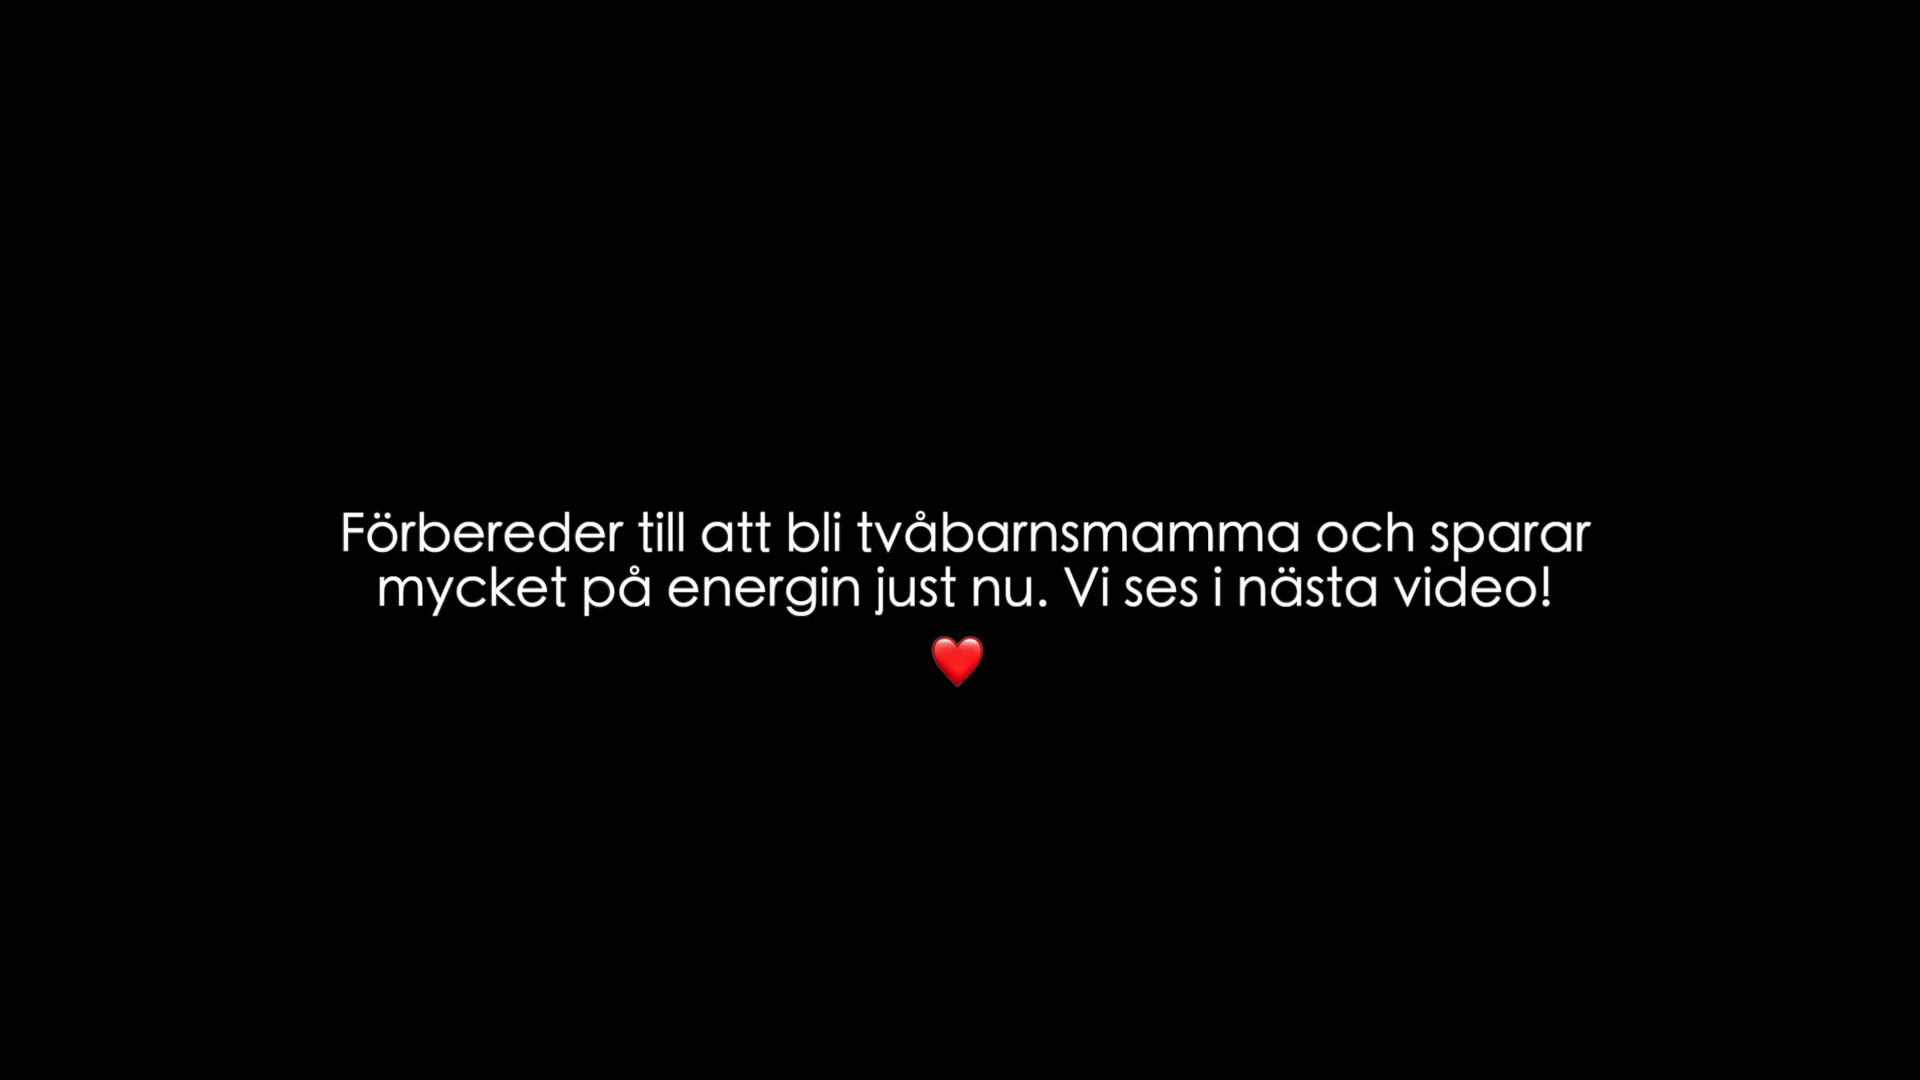 Förbereder till att bli tvåbarnsmamma och sparar
mycket på energin just nu. Vi ses i nästa video!
❤️